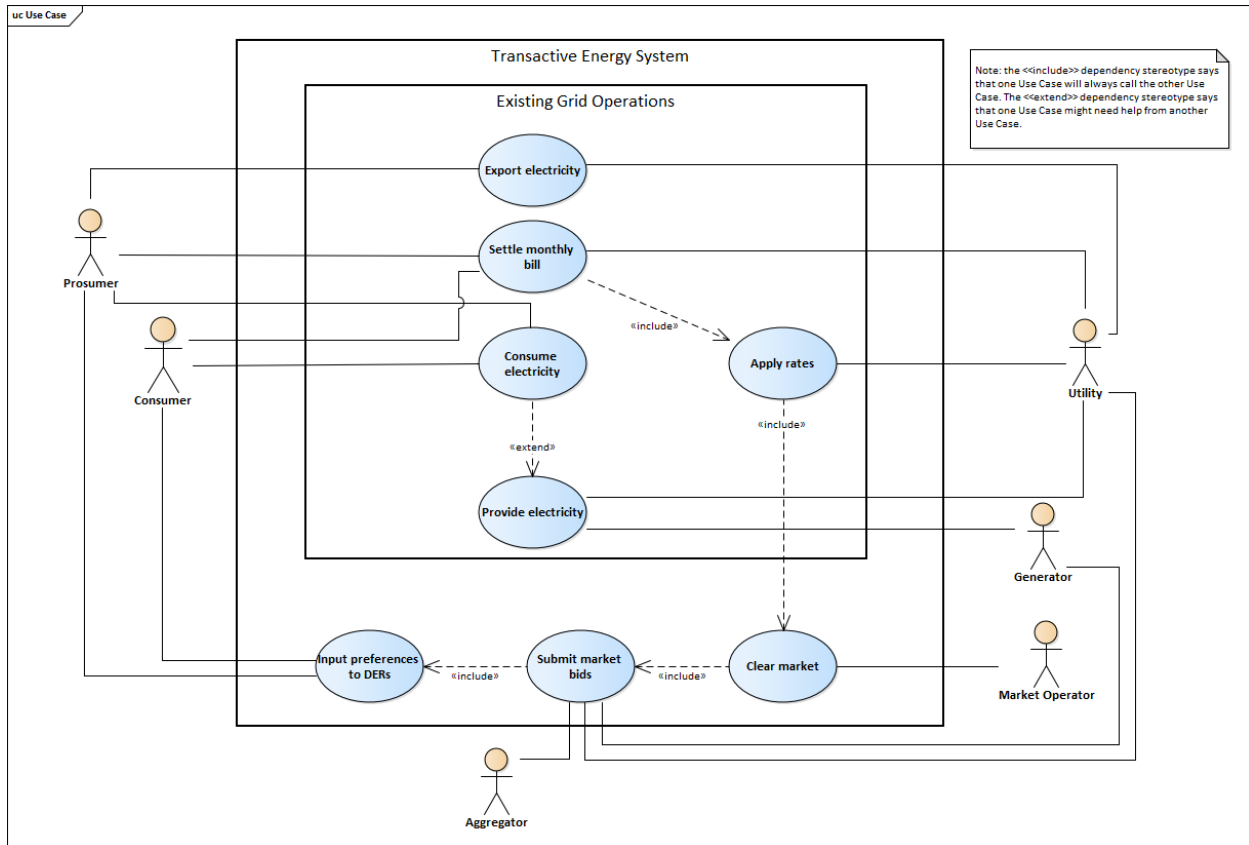 uc Use Case
Transactive Energy System
Note: the <<include>> dependency stereotype says
that one Use Case will always call the other Use
Case. The <<extend>> dependency stereotype says
that one Use Case might need help from another
Use Case.
Existing Grid Operations
Export electricity
Settle monthly
bill
Prosumer
«include»
Consume
electricity
Apply rates
Consumer
Utility
«include»
«extend»
Provide electricity
Generator
Input preferences
to DERs
«include»
Submit market
bids
«include»
Clear market
Market Operator
Aggregator